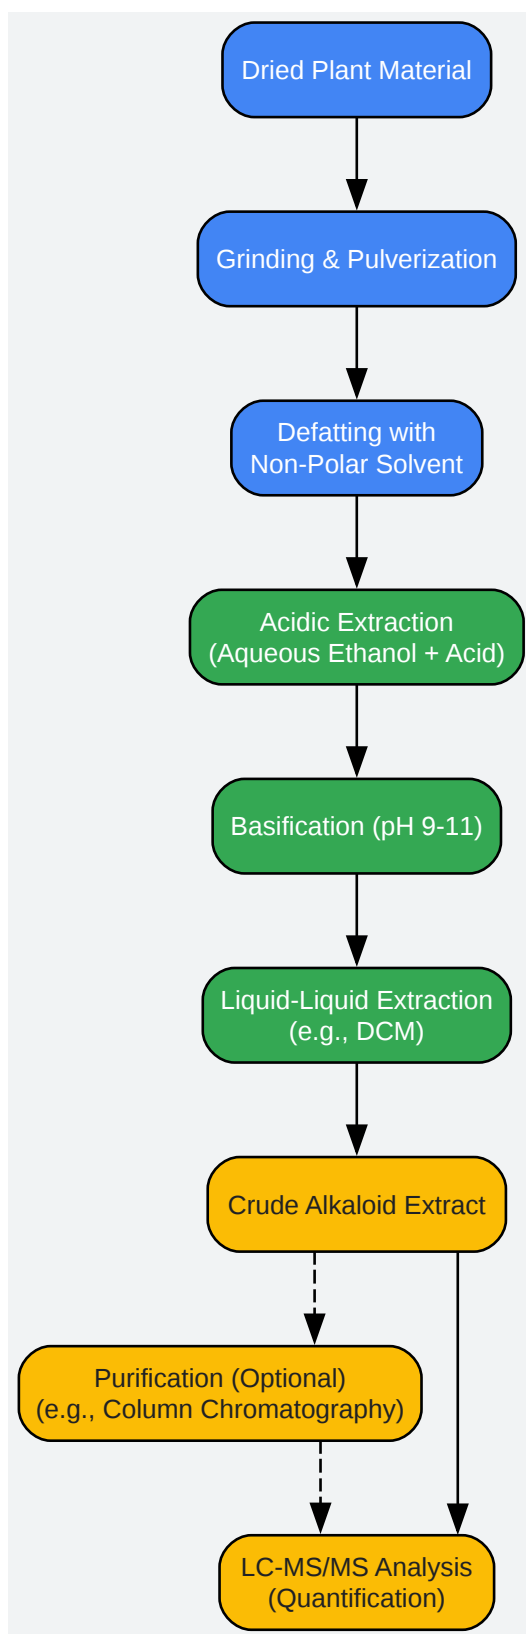 Dried Plant Material
Grinding & Pulverization
Defatting with
Non-Polar Solvent
Acidic Extraction
(Aqueous Ethanol + Acid)
Basification (pH 9-11)
Liquid-Liquid Extraction
(e.g., DCM)
Crude Alkaloid Extract
Purification (Optional)
(e.g., Column Chromatography)
LC-MS/MS Analysis
(Quantification)